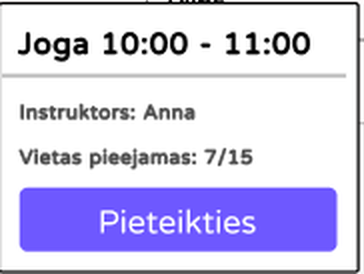 Joga 10:00 - 11:00
Instruktors: Anna
Vietas pieejamas: 7/15
Pieteikties